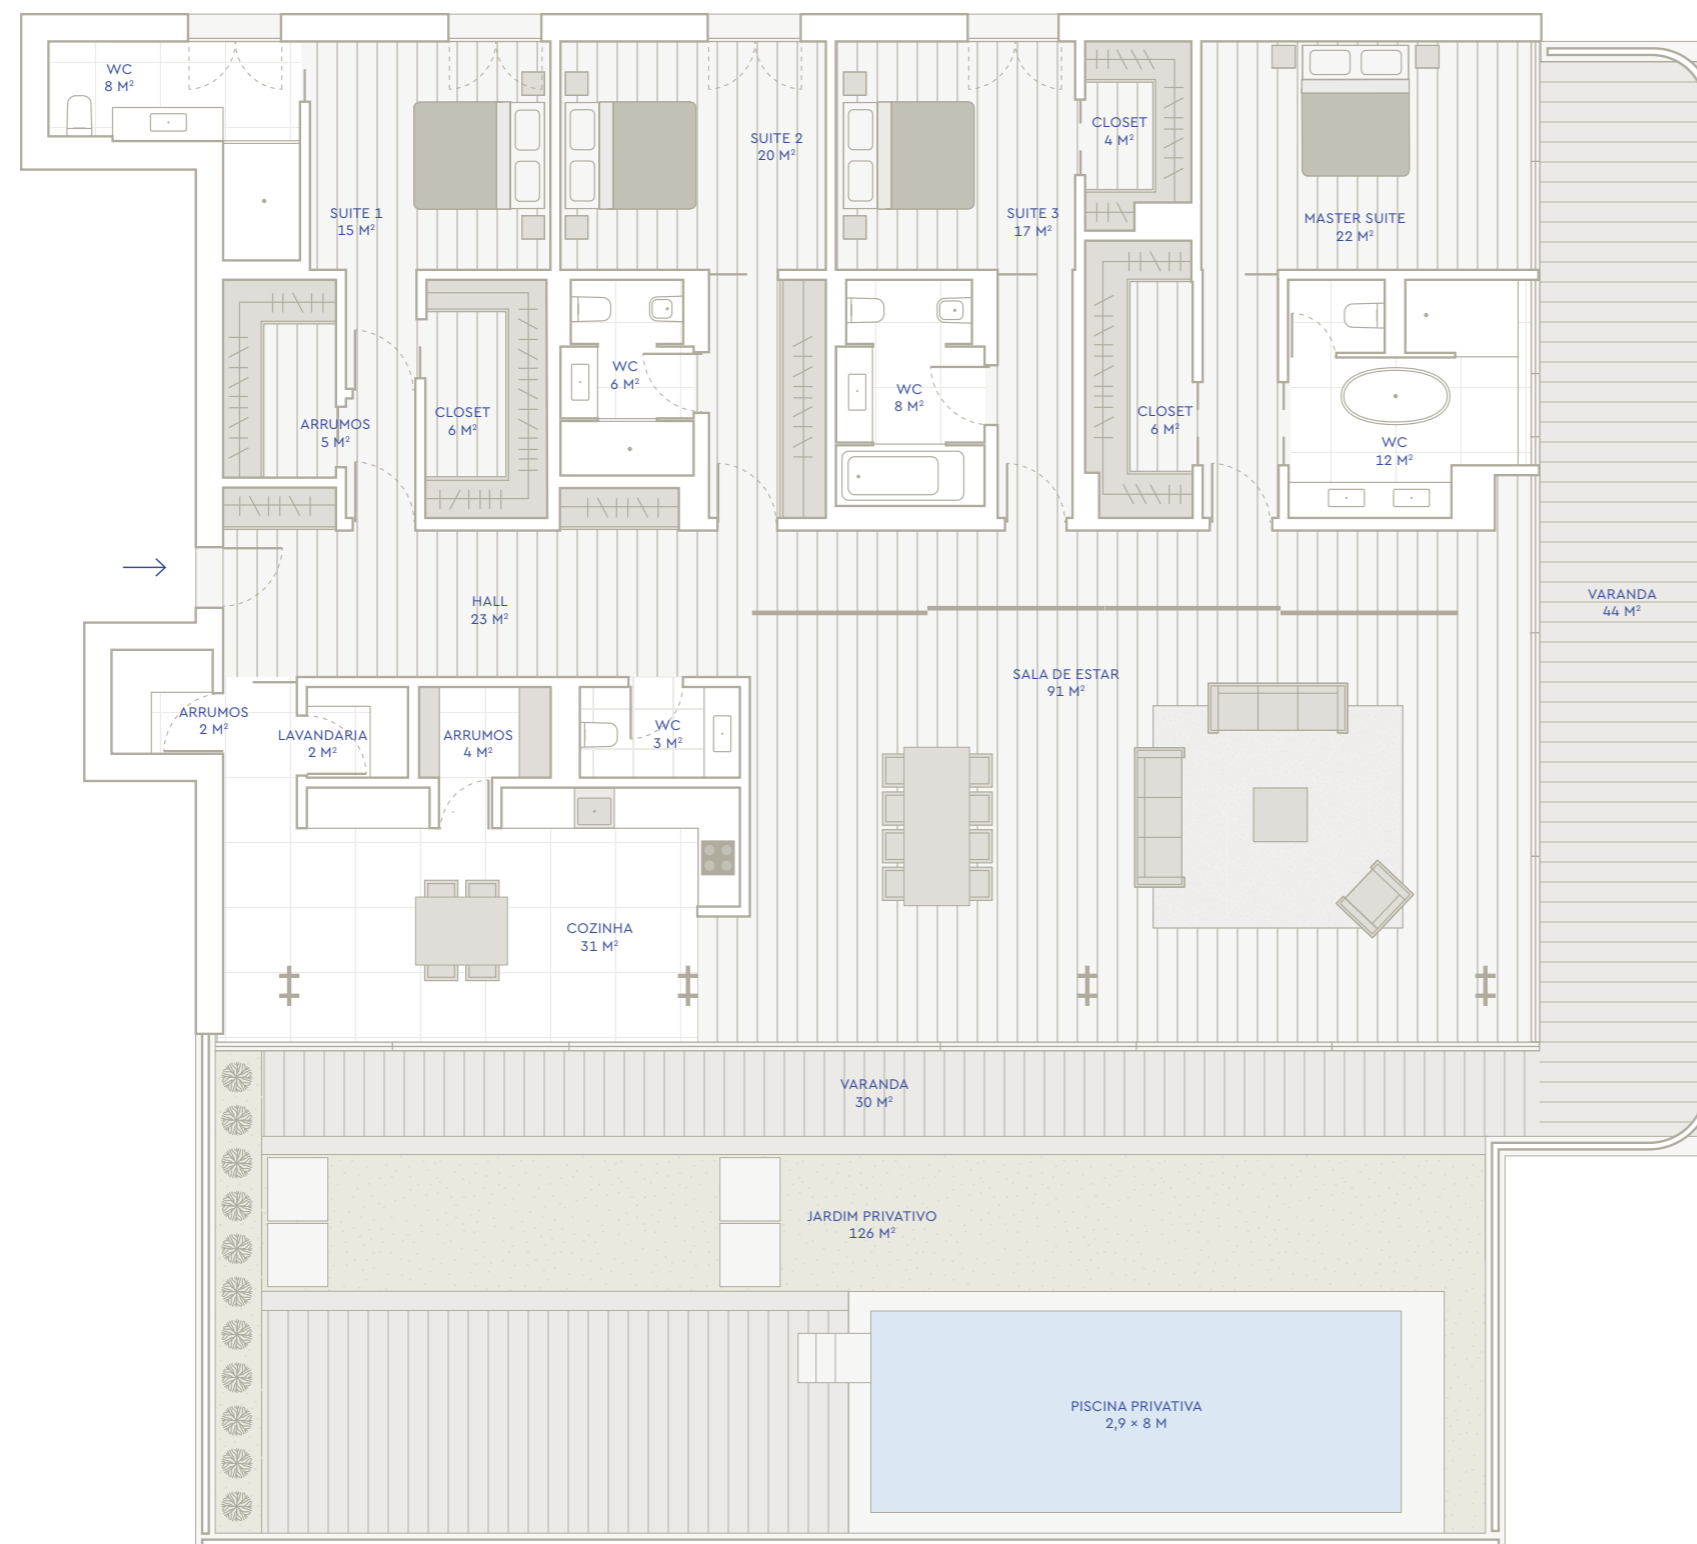 WC
8 M²
SUITE 1
15 M²
SUITE 2
20 M²
SUITE 3
17 M²
CLOSET
4 M²
MASTER SUITE
22 M²
ARRUMOS
5 M²
CLOSET
6 M²
WC
6 M²
WC
8 M²
CLOSET
6 M²
WC
12 M²
HALL
23 M²
VARANDA
44 M²
SALA DE ESTAR
91 M²
ARRUMOS
2 M²
LAVANDARIA
2 M²
ARRUMOS
4 M²
WC
3 M²
COZINHA
31 M²
VARANDA
30 M²
JARDIM PRIVATIVO
126 M²
PISCINA PRIVATIVA
2,9 × 8 M